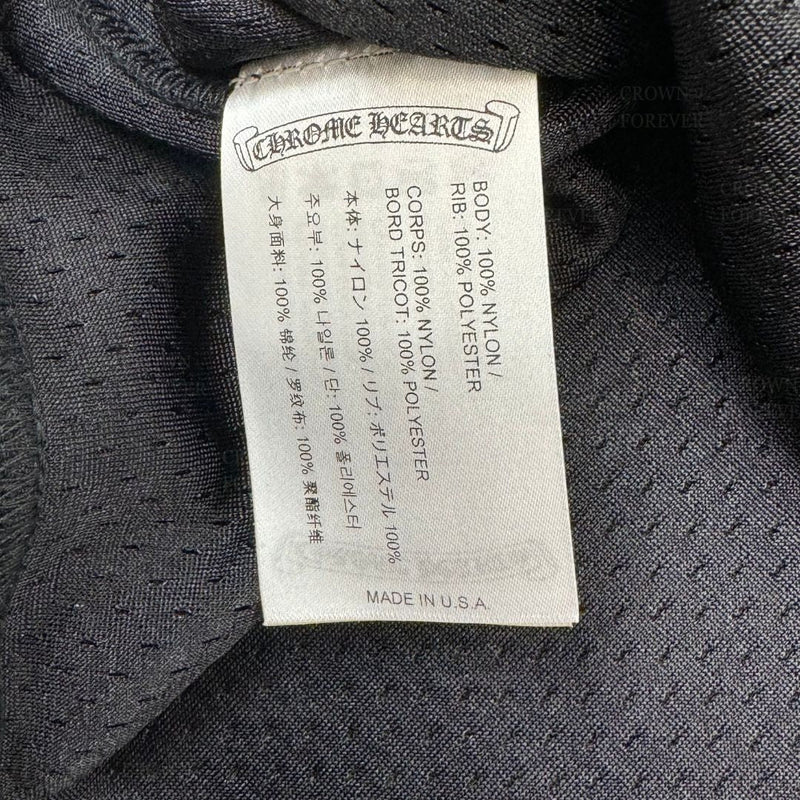 CHROME HEARTS
BODY: 100% NYLON /
RIB: 100% POLYESTER
CORPS: 100% NYLON /
BORD TRICOT: 100% POLYESTER
本体: ナイロン 100% / リブ: ポリエステル 100%
주요부: 100% 나일론 / 단: 100% 폴리에스터
大身面料: 100% 锦纶 / 罗纹布: 100% 聚酯纤维
MADE IN U.S.A.
CROWN
FOREVER